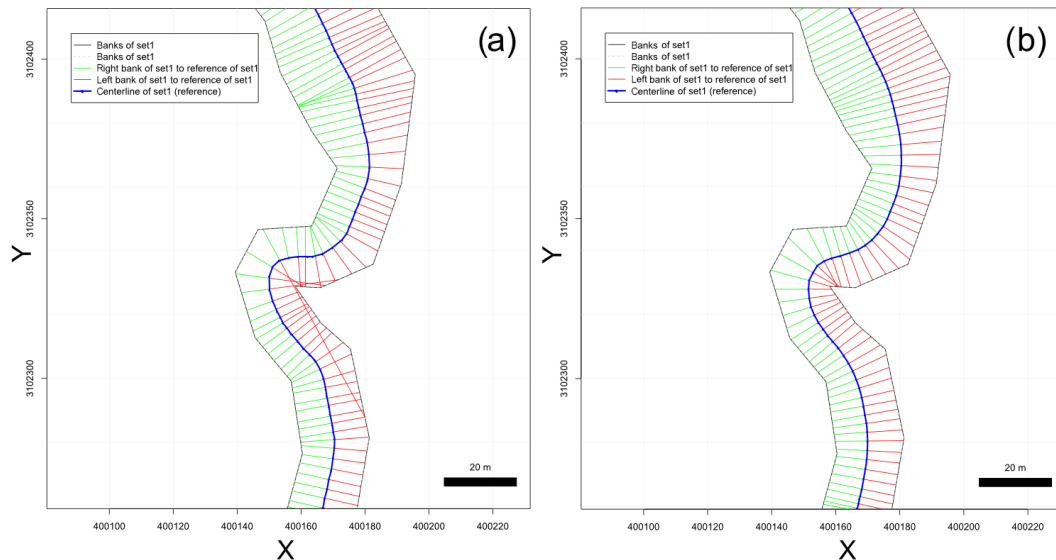 (a)
Banks of set1
Banks of set1
Right bank of set1 to reference of set1
Left bank of set1 to reference of set1
Centerline of set1 (reference)
3102400
3102350
3102300
Y
20 m
400100 400120 400140 400160 400180 400200 400220
X
(b)
Banks of set1
Banks of set1
Right bank of set1 to reference of set1
Left bank of set1 to reference of set1
Centerline of set1 (reference)
3102400
3102350
3102300
Y
20 m
400100 400120 400140 400160 400180 400200 400220
X